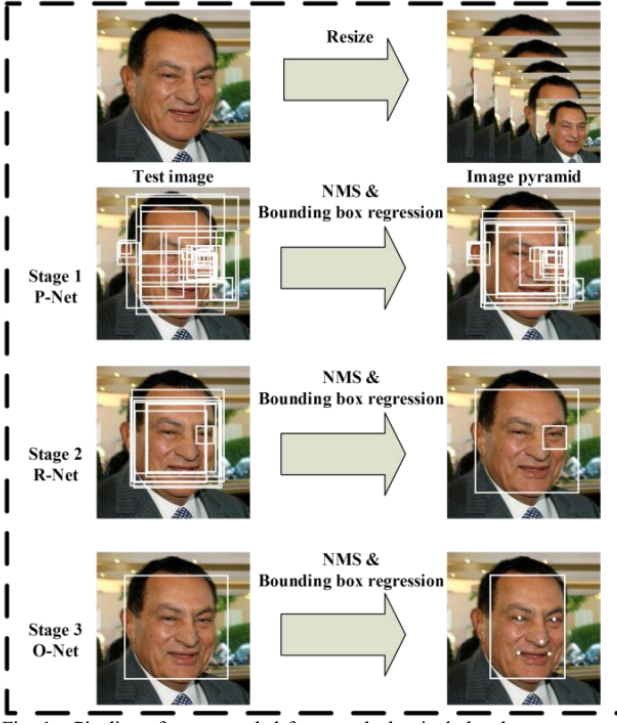 Resize
Test image
Image pyramid
NMS &
Bounding box regression
Stage 1
P-Net
NMS &
Bounding box regression
Stage 2
R-Net
NMS &
Bounding box regression
Stage 3
O-Net